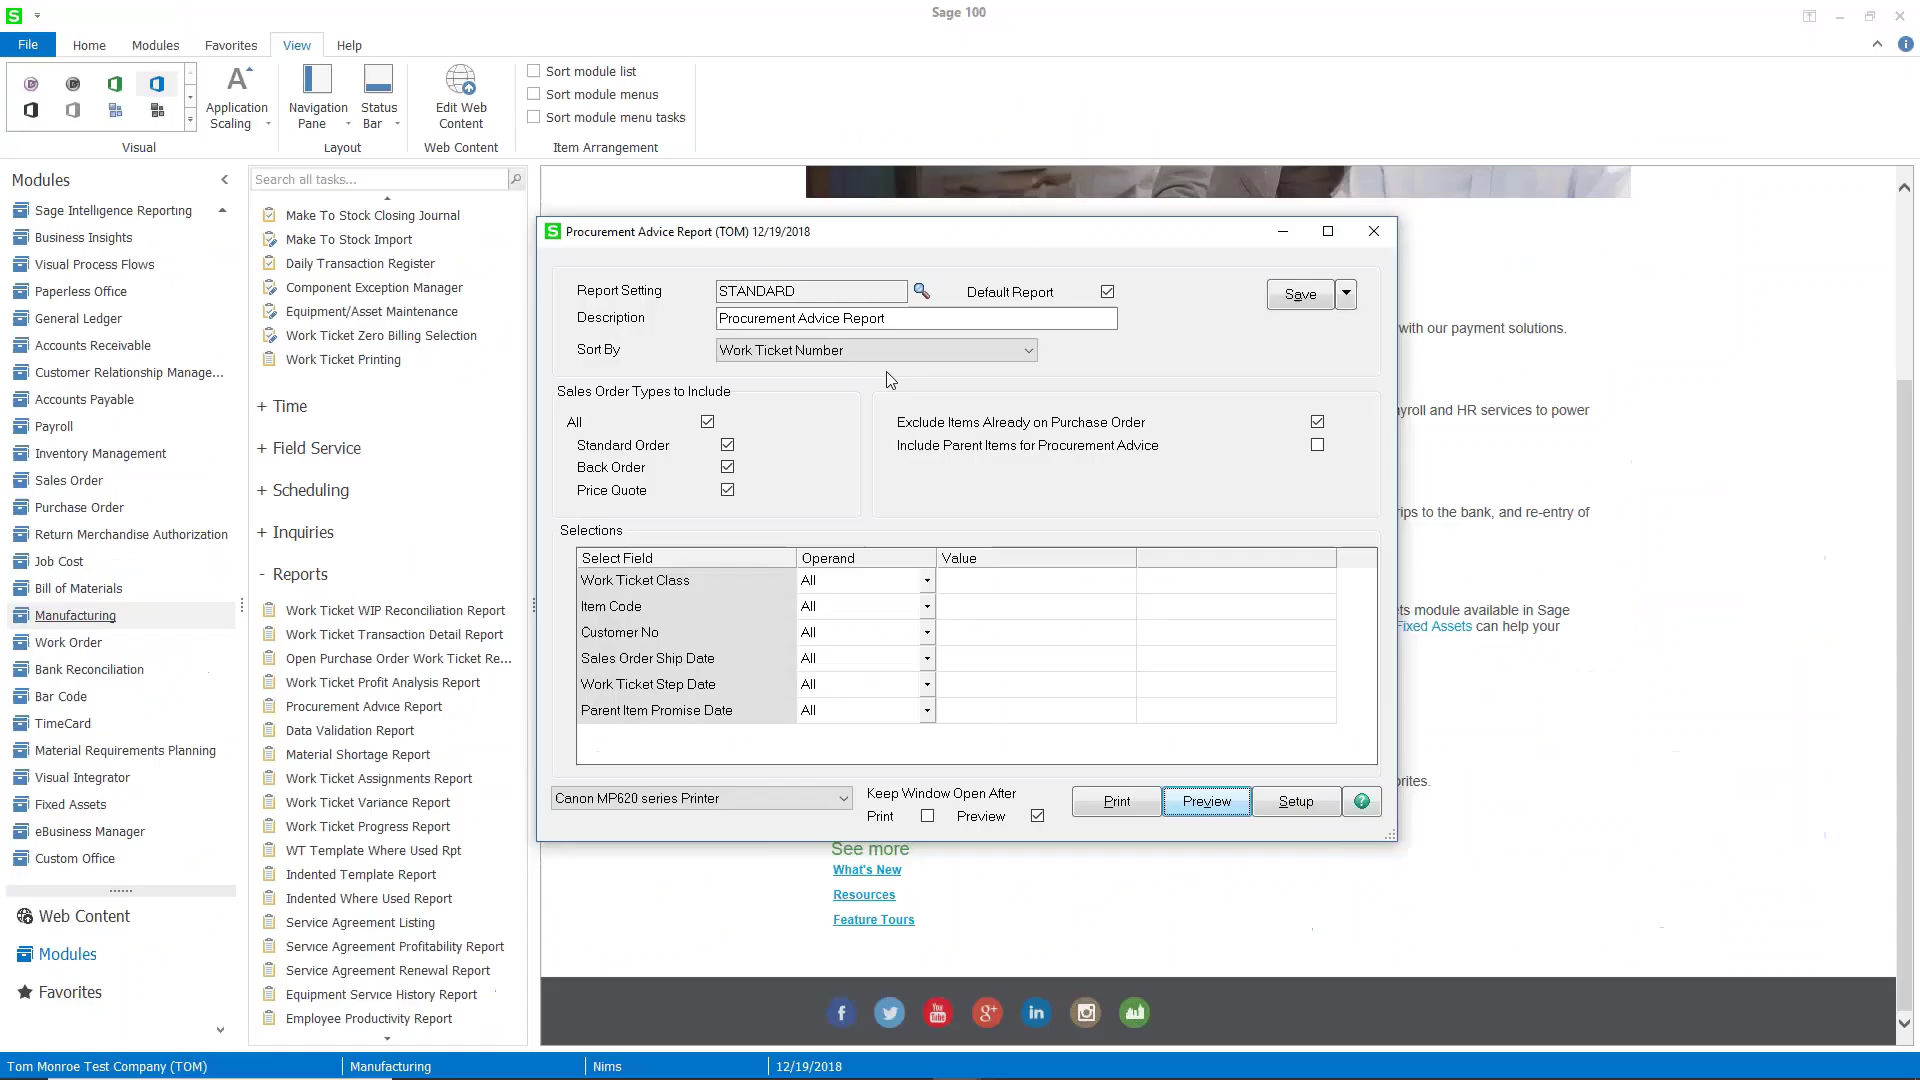 S
Sage 100
File
Home
Modules
Favorites
View
Help
Application
Scaling
Navigation
Pane
Status
Bar
Edit Web
Content
Sort module list
Sort module menus
Sort module menu tasks
Visual
Layout
Web Content
Item Arrangement
Modules
Sage Intelligence Reporting
Business Insights
Visual Process Flows
Paperless Office
General Ledger
Accounts Receivable
Customer Relationship Manage...
Accounts Payable
Payroll
Inventory Management
Sales Order
Purchase Order
Return Merchandise Authorization
Job Cost
Bill of Materials
Manufacturing
Work Order
Bank Reconciliation
Bar Code
TimeCard
Material Requirements Planning
Visual Integrator
Fixed Assets
eBusiness Manager
Custom Office
Web Content
Modules
Favorites
Search all tasks...
Make To Stock Closing Journal
Make To Stock Import
Daily Transaction Register
Component Exception Manager
Equipment/Asset Maintenance
Work Ticket Zero Billing Selection
Work Ticket Printing
+ Time
+ Field Service
+ Scheduling
+ Inquiries
- Reports
Work Ticket WIP Reconciliation Report
Work Ticket Transaction Detail Report
Open Purchase Order Work Ticket Re...
Work Ticket Profit Analysis Report
Procurement Advice Report
Data Validation Report
Material Shortage Report
Work Ticket Assignments Report
Work Ticket Variance Report
Work Ticket Progress Report
WT Template Where Used Rpt
Indented Template Report
Indented Where Used Report
Service Agreement Listing
Service Agreement Profitability Report
Service Agreement Renewal Report
Equipment Service History Report
Employee Productivity Report
S Procurement Advice Report (TOM) 12/19/2018
Report Setting STANDARD Default Report
Save
Description Procurement Advice Report
Sort By Work Ticket Number
Sales Order Types to Include
All
Standard Order
Back Order
Price Quote
Exclude Items Already on Purchase Order
Include Parent Items for Procurement Advice
Selections
Select Field Operand Value
Work Ticket Class All
Item Code All
Customer No All
Sales Order Ship Date All
Work Ticket Step Date All
Parent Item Promise Date All
Canon MP620 series Printer
Keep Window Open After
Print Preview
Print
Preview
Setup
?
with our payment solutions.
yroll and HR services to power
rips to the bank, and re-entry of
ts module available in Sage
Fixed Assets can help your
orites.
See more
What's New
Resources
Feature Tours
f
You
Tube
g+
in
Tom Monroe Test Company (TOM)
Manufacturing
Nims
12/19/2018